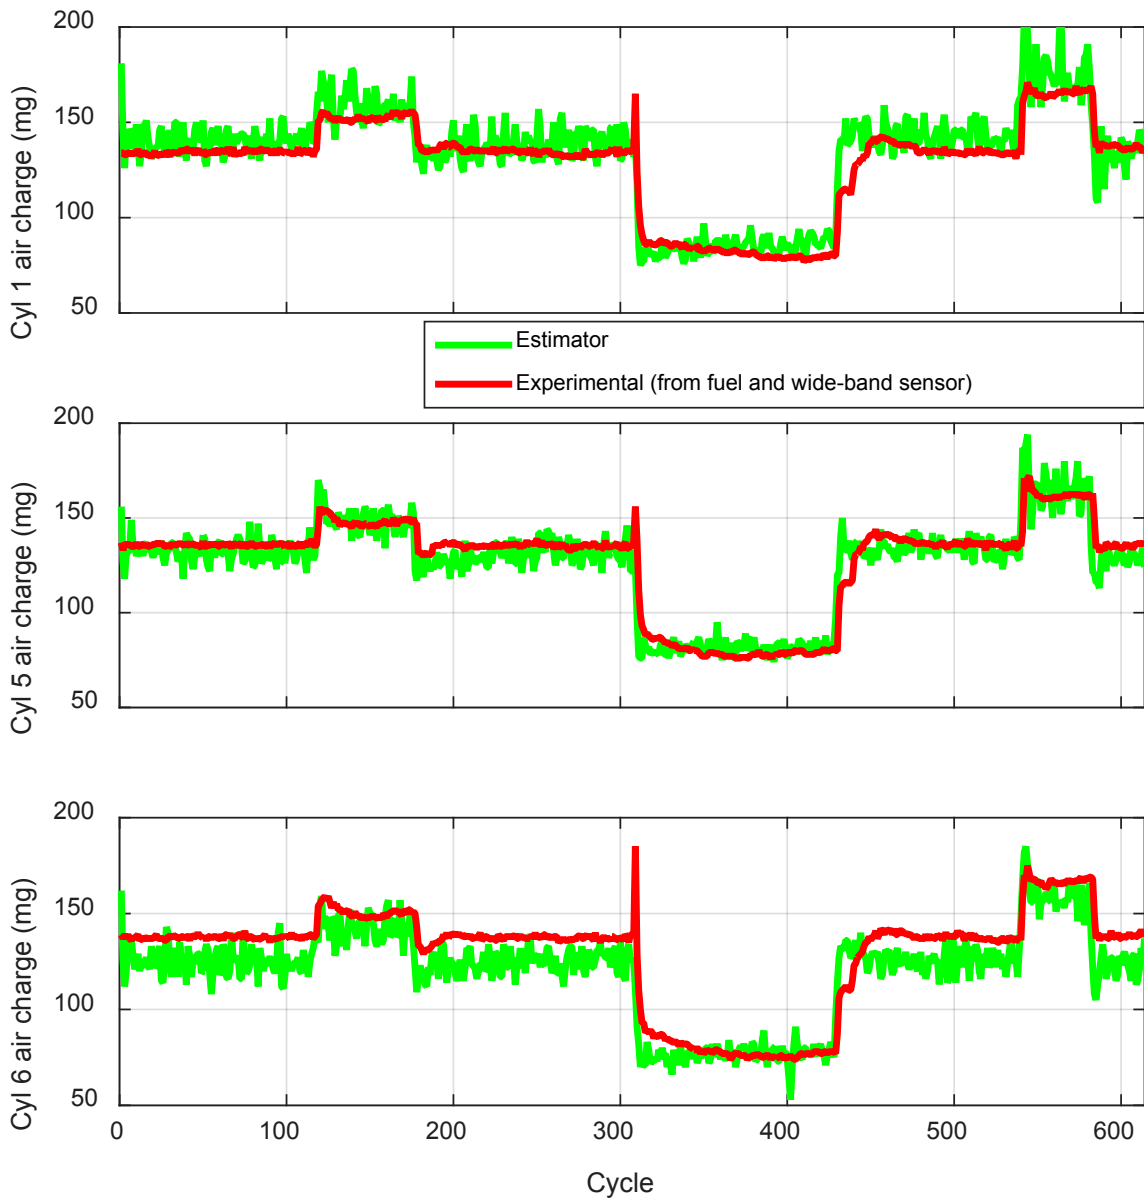 200
150
100
50
Cyl 1 air charge (mg)
Estimator
Experimental (from fuel and wide-band sensor)
200
150
100
50
Cyl 5 air charge (mg)
200
150
100
50
Cyl 6 air charge (mg)
0 100 200 300 400 500 600
Cycle